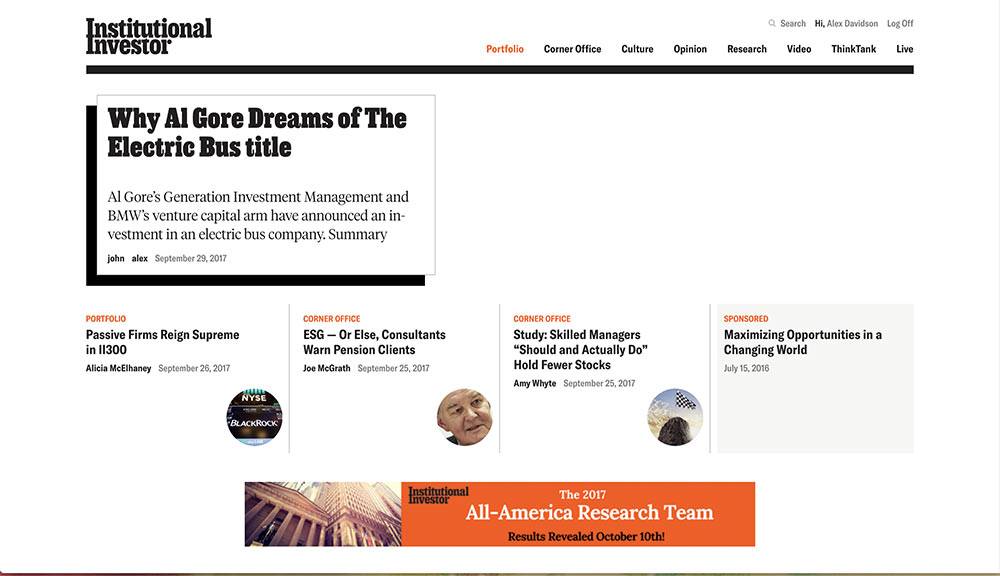 Institutional
Investor
Search Hi, Alex Davidson Log Off
Portfolio Corner Office Culture Opinion Research Video ThinkTank Live
Why Al Gore Dreams of The
Electric Bus title
Al Gore’s Generation Investment Management and
BMW’s venture capital arm have announced an in-
vestment in an electric bus company. Summary
john alex September 29, 2017
PORTFOLIO
Passive Firms Reign Supreme
in II300
Alicia McElhaney September 26, 2017
NYSE
BLACKROCK
CORNER OFFICE
ESG — Or Else, Consultants
Warn Pension Clients
Joe McGrath September 25, 2017
CORNER OFFICE
Study: Skilled Managers
“Should and Actually Do”
Hold Fewer Stocks
Amy Whyte September 25, 2017
SPONSORED
Maximizing Opportunities in a
Changing World
July 15, 2016
Institutional
Investor
The 2017
All-America Research Team
Results Revealed October 10th!